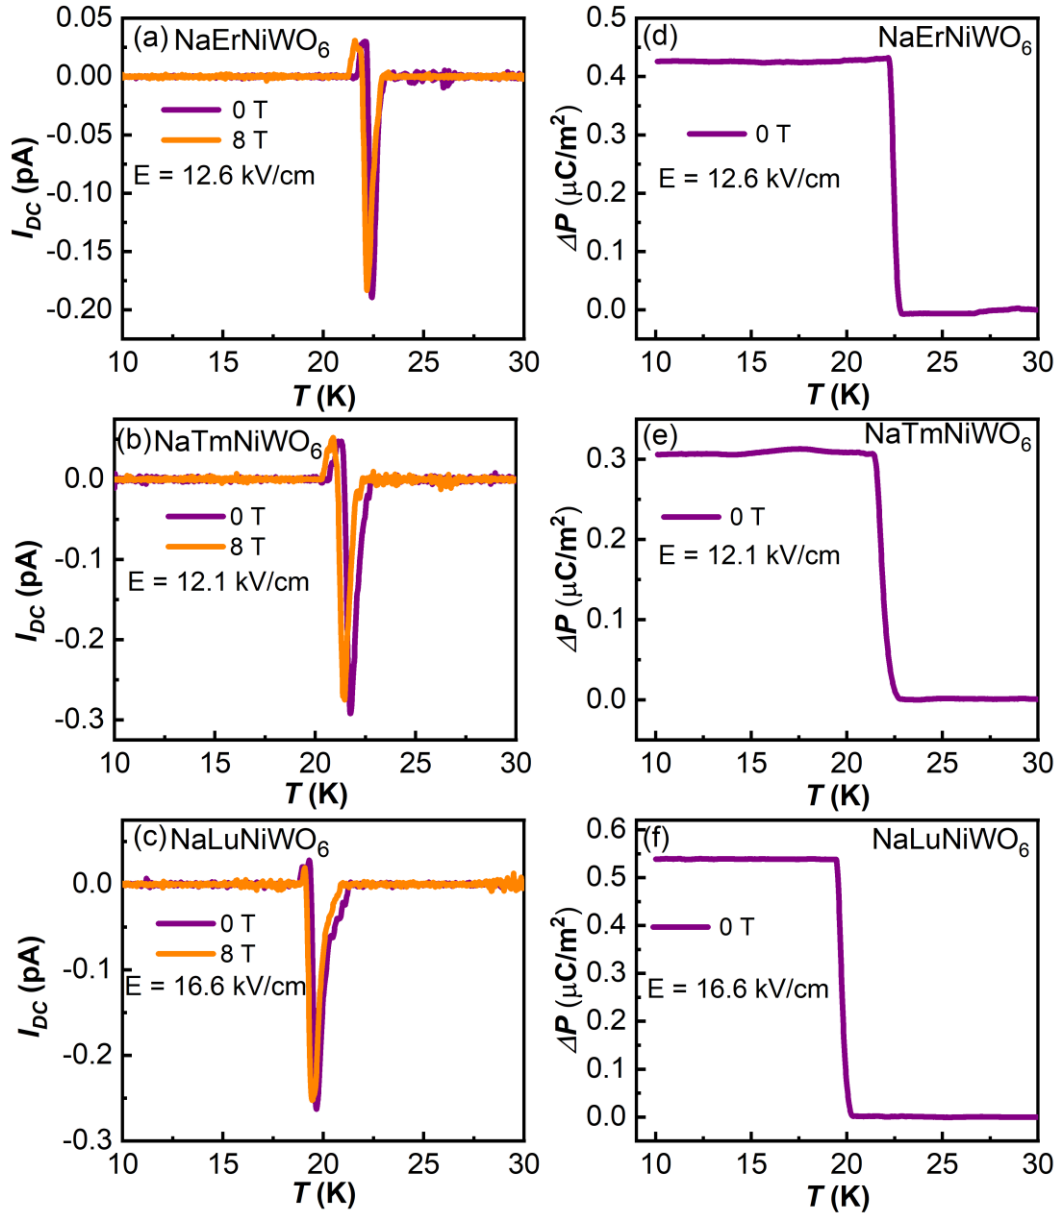 (a) NaErNiWO₆
0.05
0.00
-0.05
-0.10
-0.15
-0.20
I_DC (pA)
0 T
8 T
E = 12.6 kV/cm
10 15 20 25 30
T (K)
(d) NaErNiWO₆
0.5
0.4
0.3
0.4
0.1
0.0
ΔP (μC/m²)
0 T
E = 12.6 kV/cm
10 15 20 25 30
T (K)
(b) NaTmNiWO₆
0.0
-0.1
-0.2
-0.3
I_DC (pA)
0 T
8 T
E = 12.1 kV/cm
10 15 20 25 30
T (K)
(e) NaTmNiWO₆
0.3
0.2
0.1
0.0
ΔP (μC/m²)
0 T
E = 12.1 kV/cm
10 15 20 25 30
T (K)
(c) NaLuNiWO₆
0.0
-0.1
-0.2
-0.3
I_DC (pA)
0 T
8 T
E = 16.6 kV/cm
10 15 20 25 30
T (K)
(f) NaLuNiWO₆
0.6
0.5
0.4
0.3
0.2
0.1
0.0
ΔP (μC/m²)
0 T
E = 16.6 kV/cm
10 15 20 25 30
T (K)